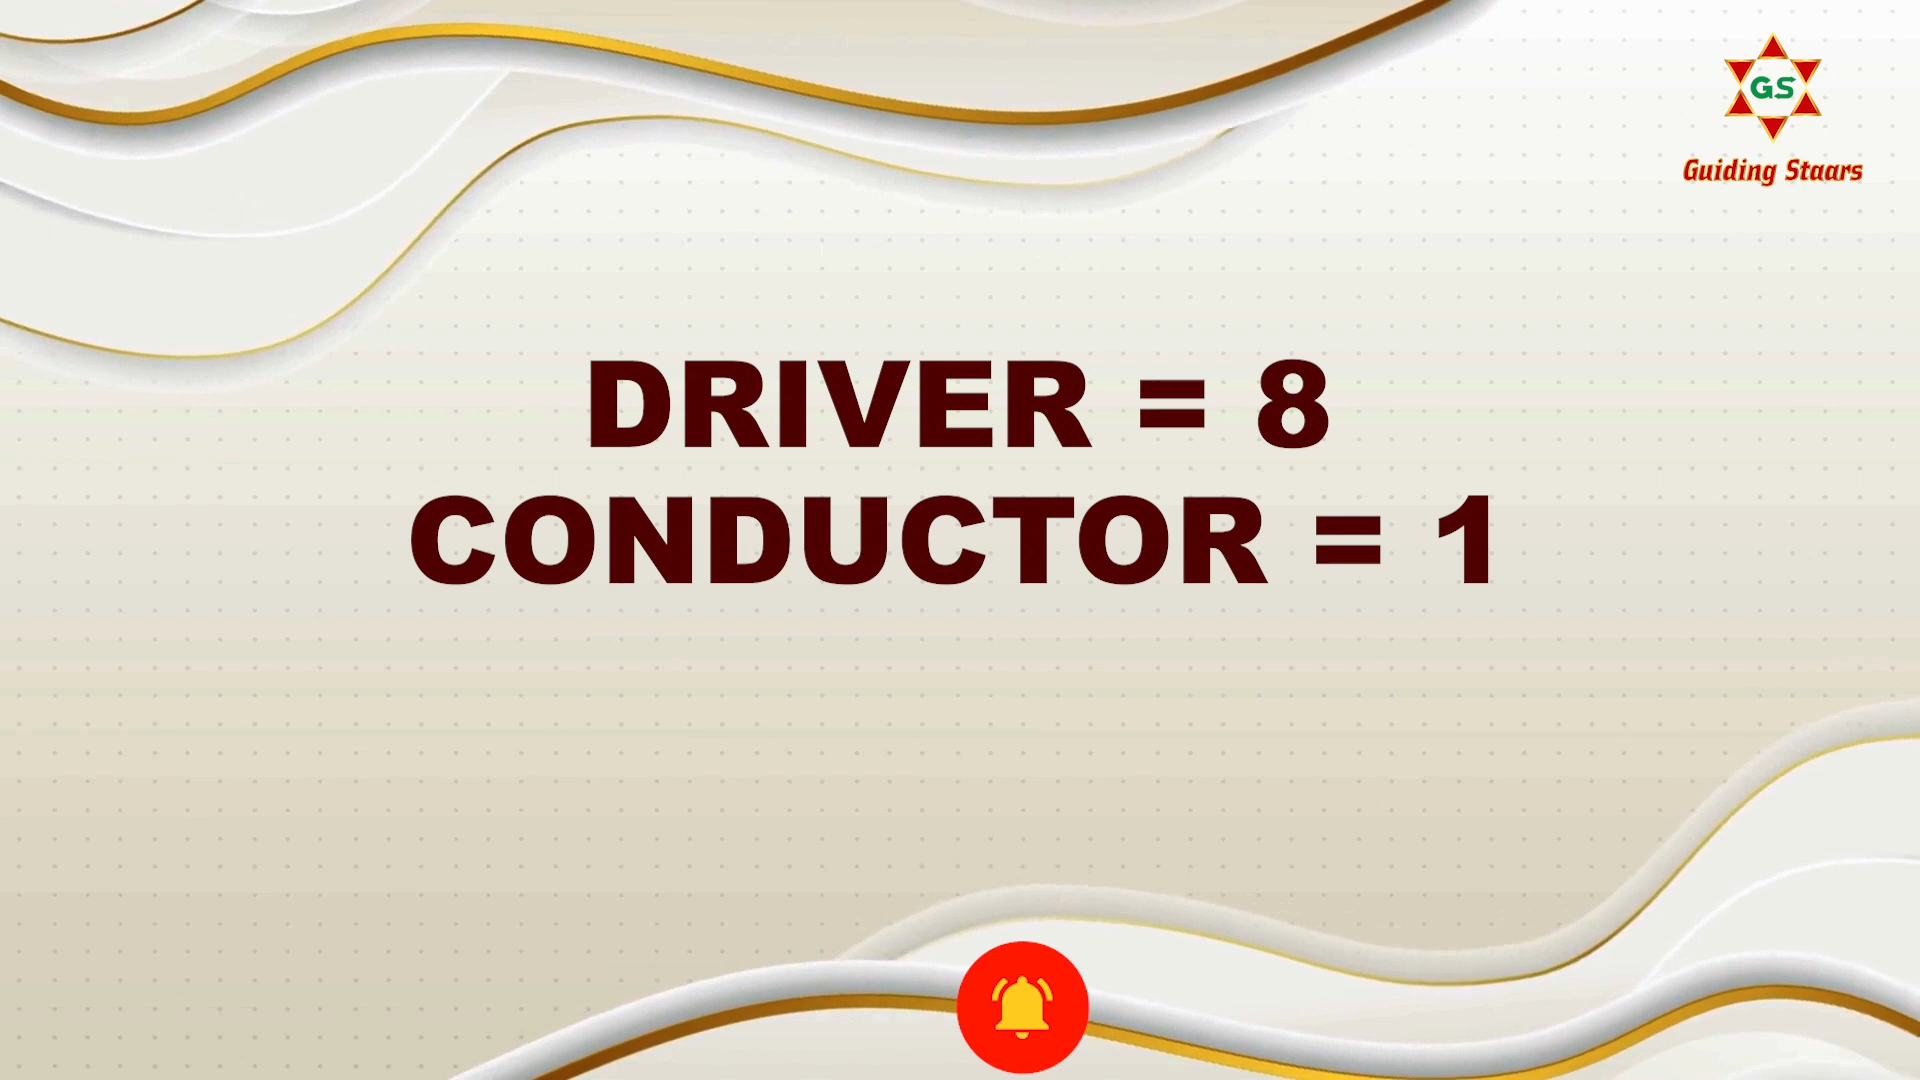 GS
Guiding Staars
DRIVER = 8
CONDUCTOR = 1